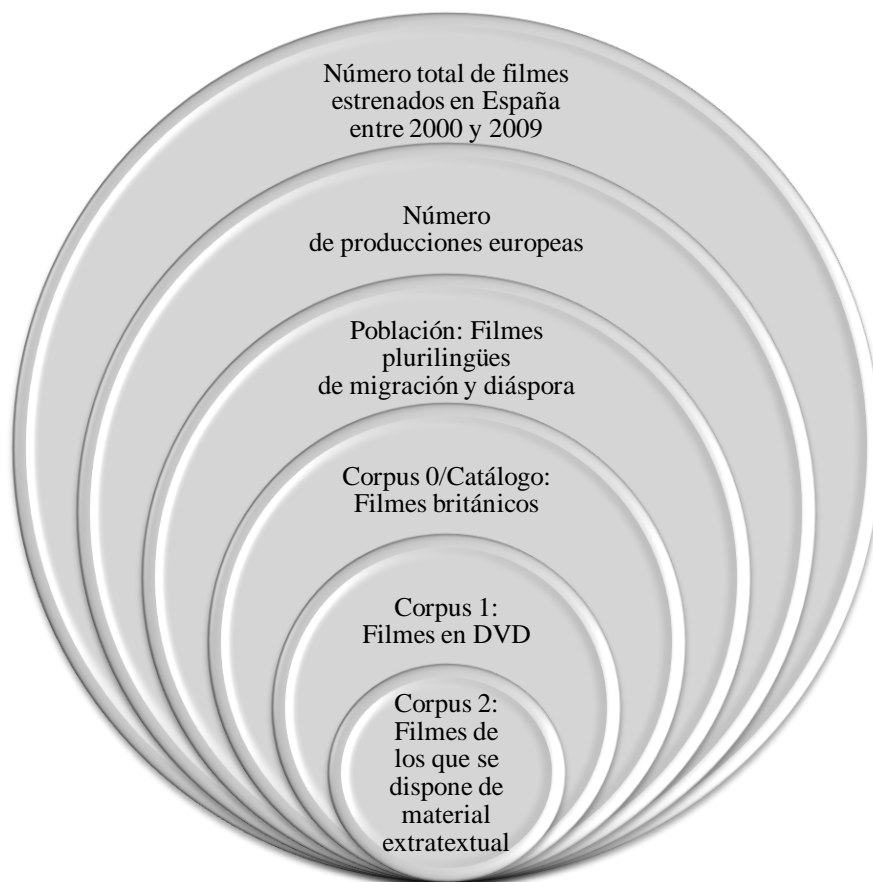 Número total de filmes
estrenados en España
entre 2000 y 2009
Número
de producciones europeas
Población: Filmes
plurilingües
de migración y diáspora
Corpus 0/Catálogo:
Filmes británicos
Corpus 1:
Filmes en DVD
Corpus 2:
Filmes de
los que se
dispone de
material
extratextual